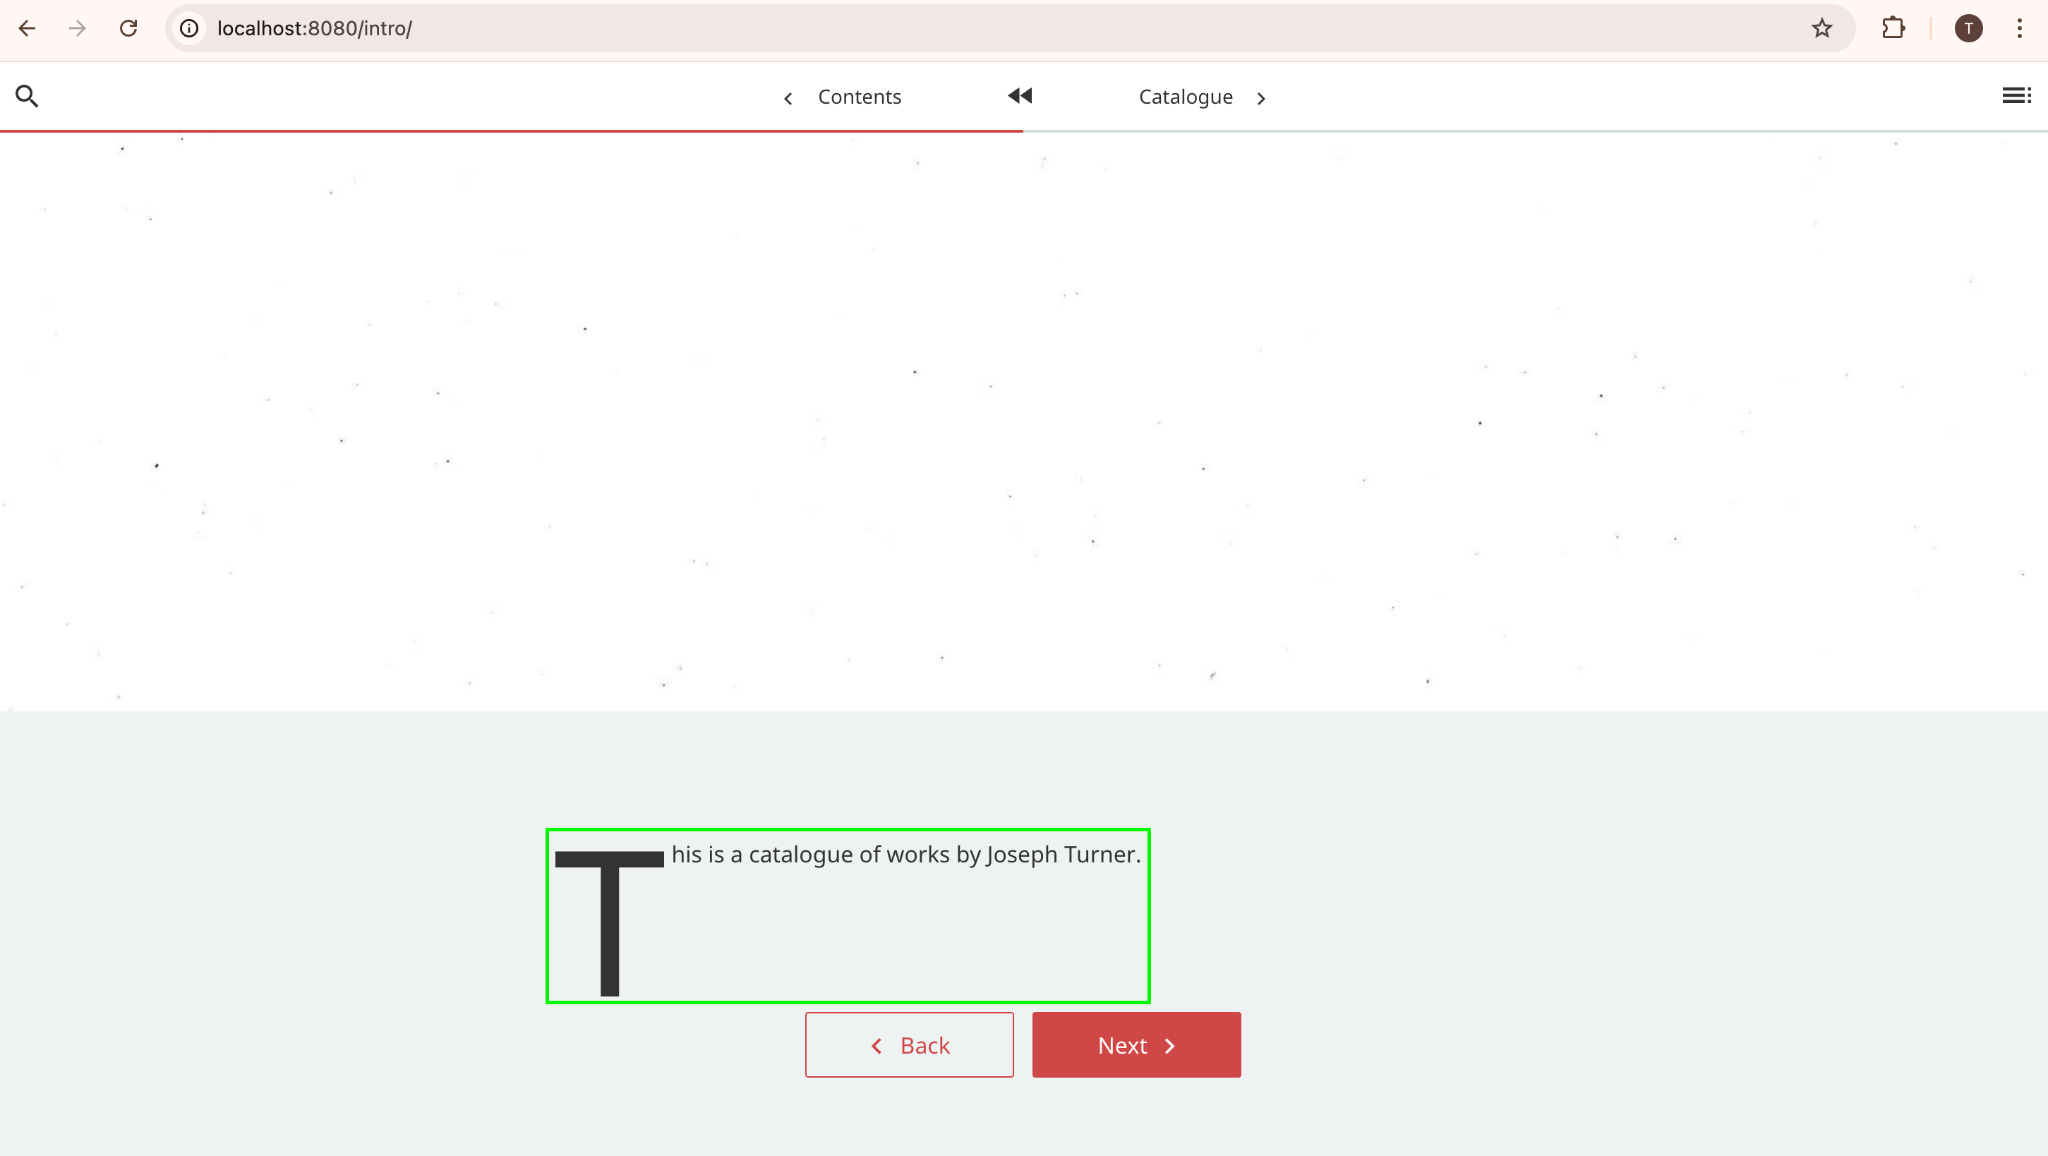 localhost:8080/intro/
T
Contents
Catalogue
This is a catalogue of works by Joseph Turner.
Back
Next